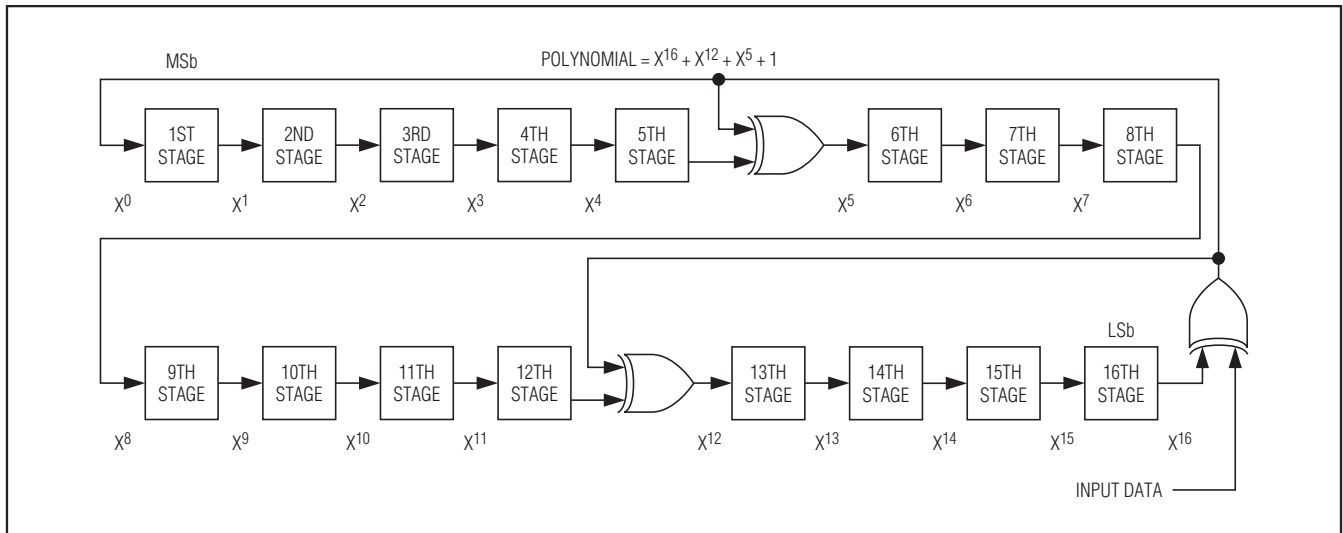 MSb
POLYNOMIAL = X¹⁶ + X¹² + X⁵ + 1
1ST
STAGE
2ND
STAGE
3RD
STAGE
4TH
STAGE
5TH
STAGE
6TH
STAGE
7TH
STAGE
8TH
STAGE
X⁰
X¹
X²
X³
X⁴
X⁵
X⁶
X⁷
LSb
9TH
STAGE
10TH
STAGE
11TH
STAGE
12TH
STAGE
13TH
STAGE
14TH
STAGE
15TH
STAGE
16TH
STAGE
X⁸
X⁹
X¹⁰
X¹¹
X¹²
X¹³
X¹⁴
X¹⁵
X¹⁶
INPUT DATA